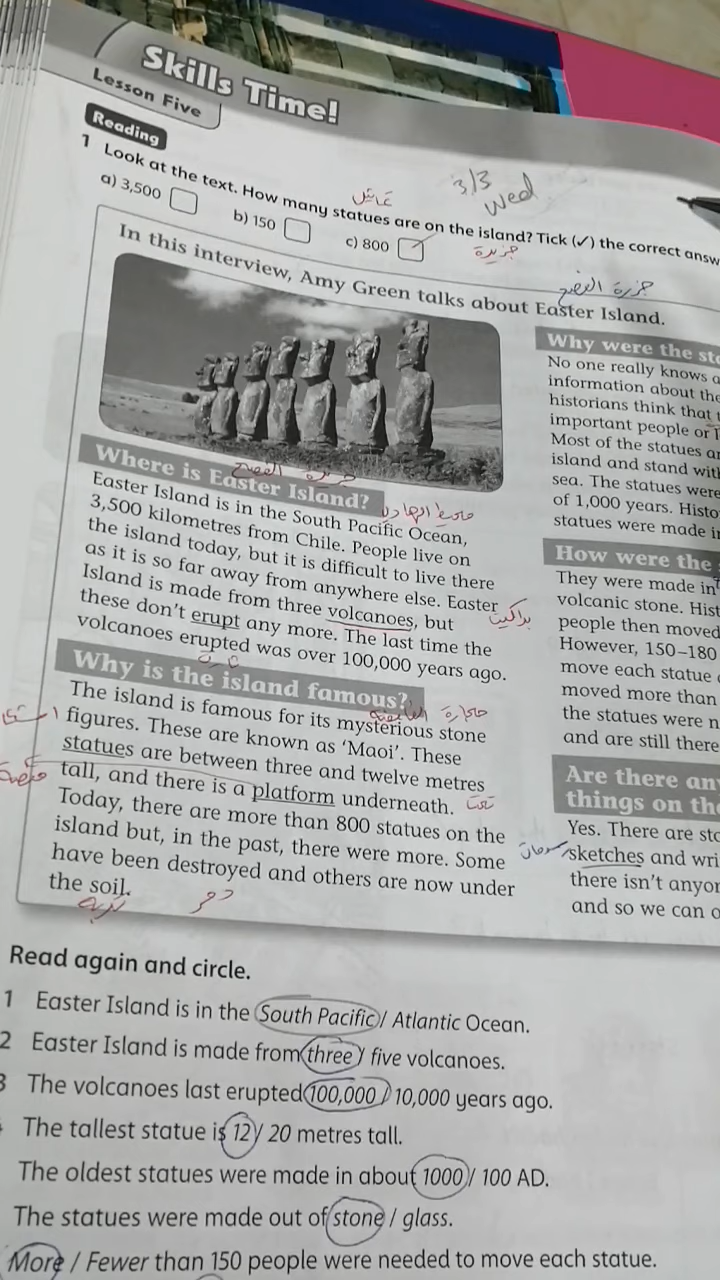 Skills Time!
Lesson Five
Reading
3/3
Wed
1 Look at the text. How many statues are on the island? Tick (✓) the correct answ
a) 3,500 b) 150 c) 800
جزيرة
In this interview, Amy Green talks about Easter Island.
Where is Easter Island?
Easter Island is in the South Pacific Ocean,
3,500 kilometres from Chile. People live on
the island today, but it is difficult to live there
as it is so far away from anywhere else. Easter
Island is made from three volcanoes, but
these don't erupt any more. The last time the
volcanoes erupted was over 100,000 years ago.
Why is the island famous?
The island is famous for its mysterious stone
figures. These are known as 'Maoi'. These
statues are between three and twelve metres
tall, and there is a platform underneath.
Today, there are more than 800 statues on the
island but, in the past, there were more. Some
have been destroyed and others are now under
the soil.
Why were the st
No one really knows
information about the
historians think that
important people or
Most of the statues
island and stand with
sea. The statues were
of 1,000 years. Histo
statues were made i
How were the
They were made in
volcanic stone. Hist
people then moved
However, 150–180
move each statue
moved more than
the statues were n
and are still there
Are there an
things on the
Yes. There are sto
sketches and wri
there isn't anyo
and so we can
Read again and circle.
1 Easter Island is in the South Pacific / Atlantic Ocean.
2 Easter Island is made from three / five volcanoes.
3 The volcanoes last erupted 100,000 / 10,000 years ago.
The tallest statue is 12 / 20 metres tall.
The oldest statues were made in about 1000 / 100 AD.
The statues were made out of stone / glass.
More / Fewer than 150 people were needed to move each statue.